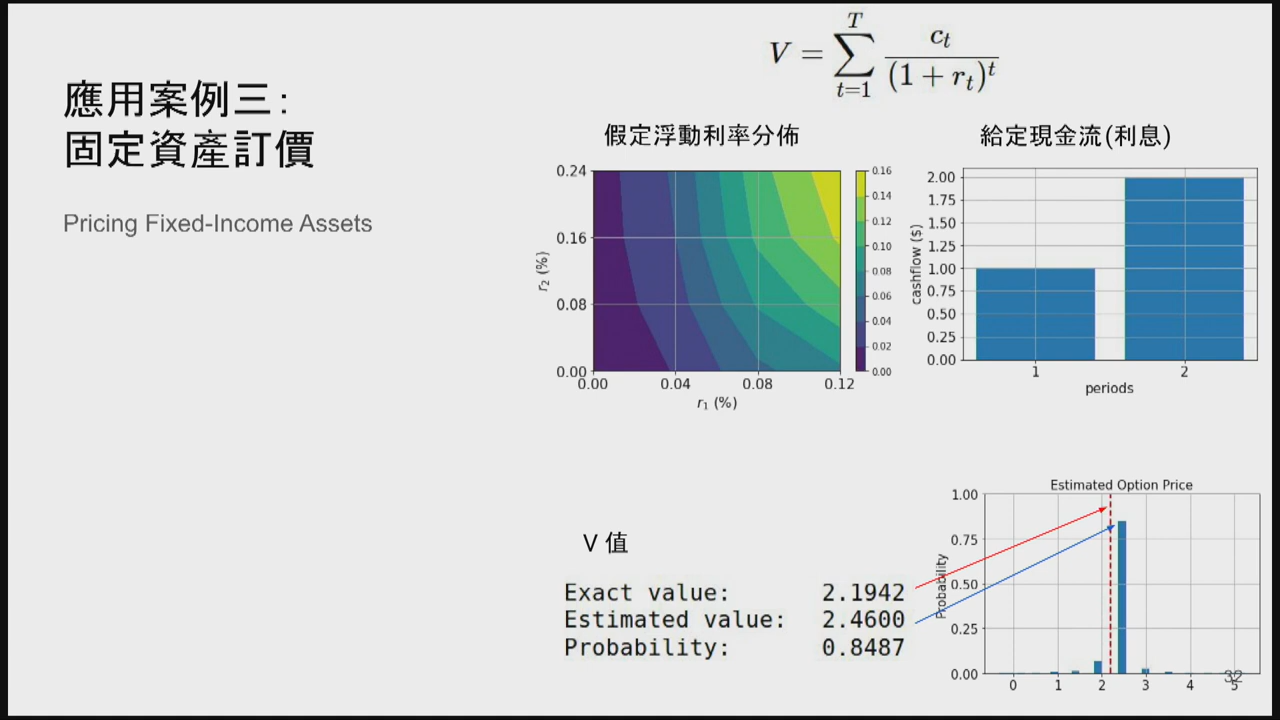 應用案例三：
固定資產訂價
Pricing Fixed-Income Assets
V = \sum_{t=1}^{T} \frac{c_t}{(1 + r_t)^t}
假定浮動利率分佈
0.24
0.16
0.08
0.00
r₂ (%)
0.00 0.04 0.08 0.12
r₁ (%)
0.16
0.14
0.12
0.10
0.08
0.06
0.04
0.02
0.00
給定現金流(利息)
2.00
1.75
1.50
1.25
1.00
0.75
0.50
0.25
0.00
cashflow ($)
1 2
periods
V 值
Exact value: 2.1942
Estimated value: 2.4600
Probability: 0.8487
Estimated Option Price
1.00
0.75
0.50
0.25
0.00
Probability
0 1 2 3 4 5
32